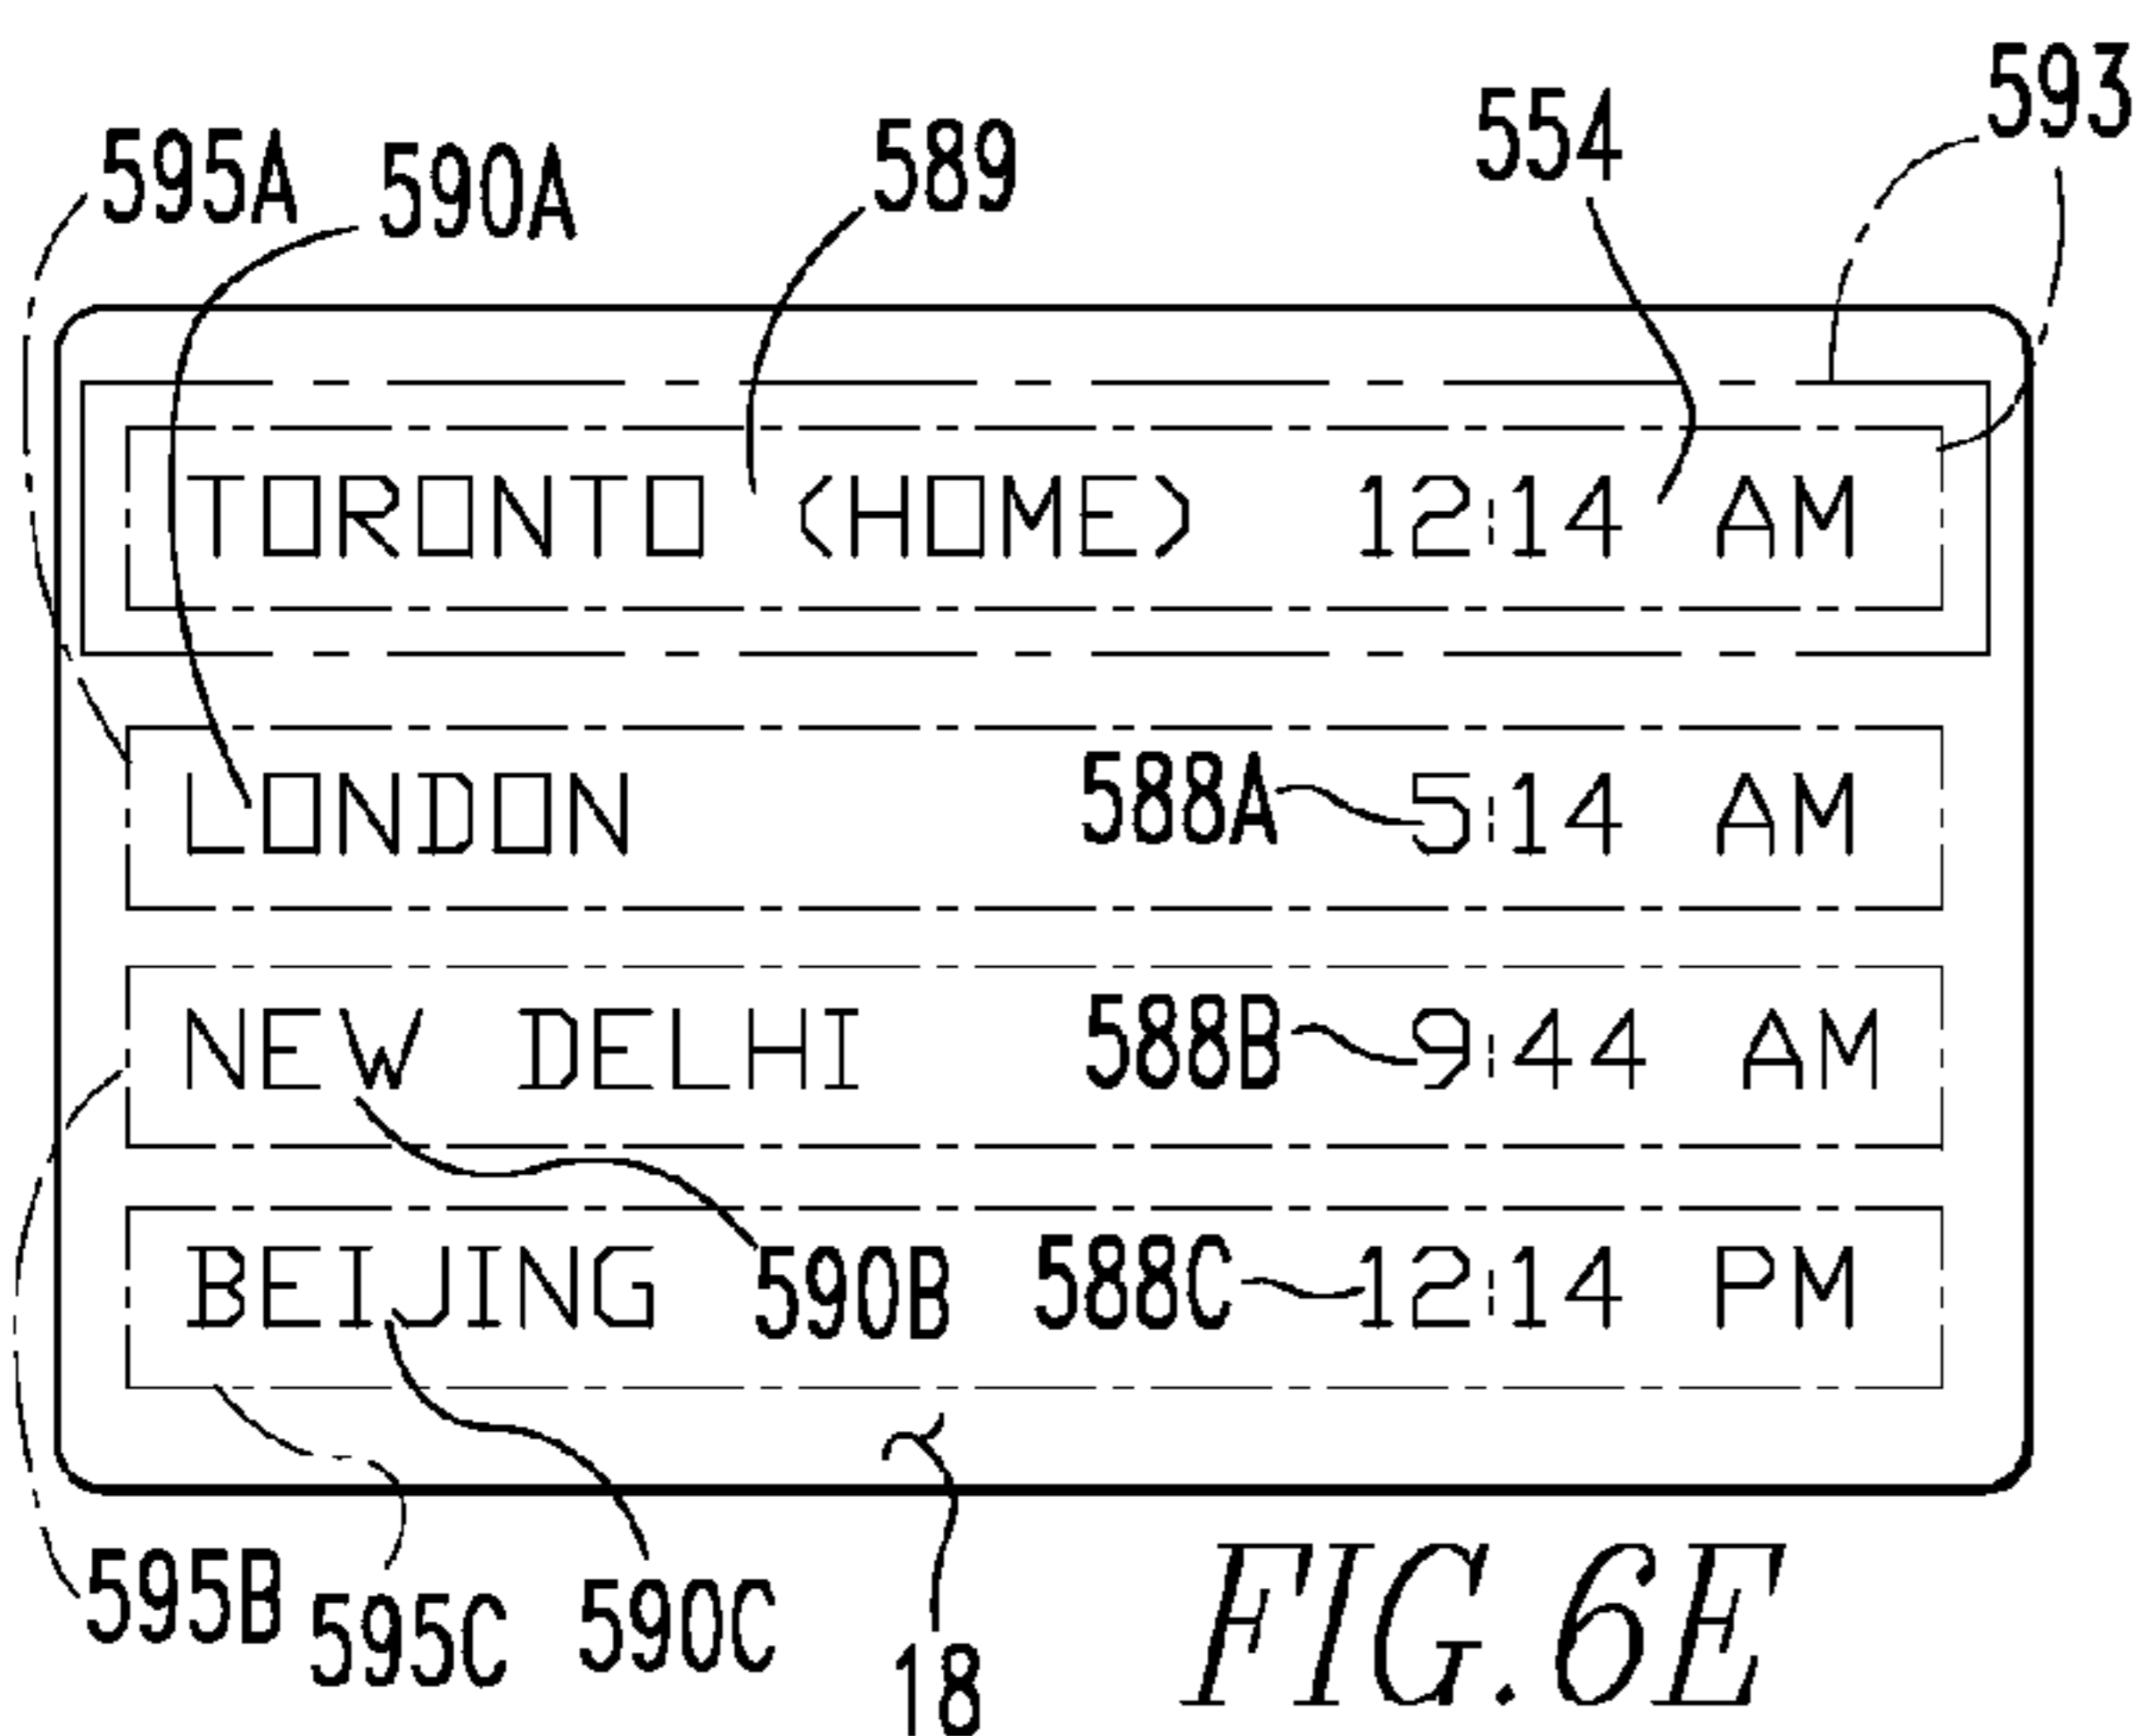 593
554
589
595A
590A
TORONTO (HOME) 12:14 AM
LONDON 588A 5:14 AM
NEW DELHI 588B 9:44 AM
BEIJING 590B 588C 12:14 PM
595B 595C 590C 18 FIG. 6E